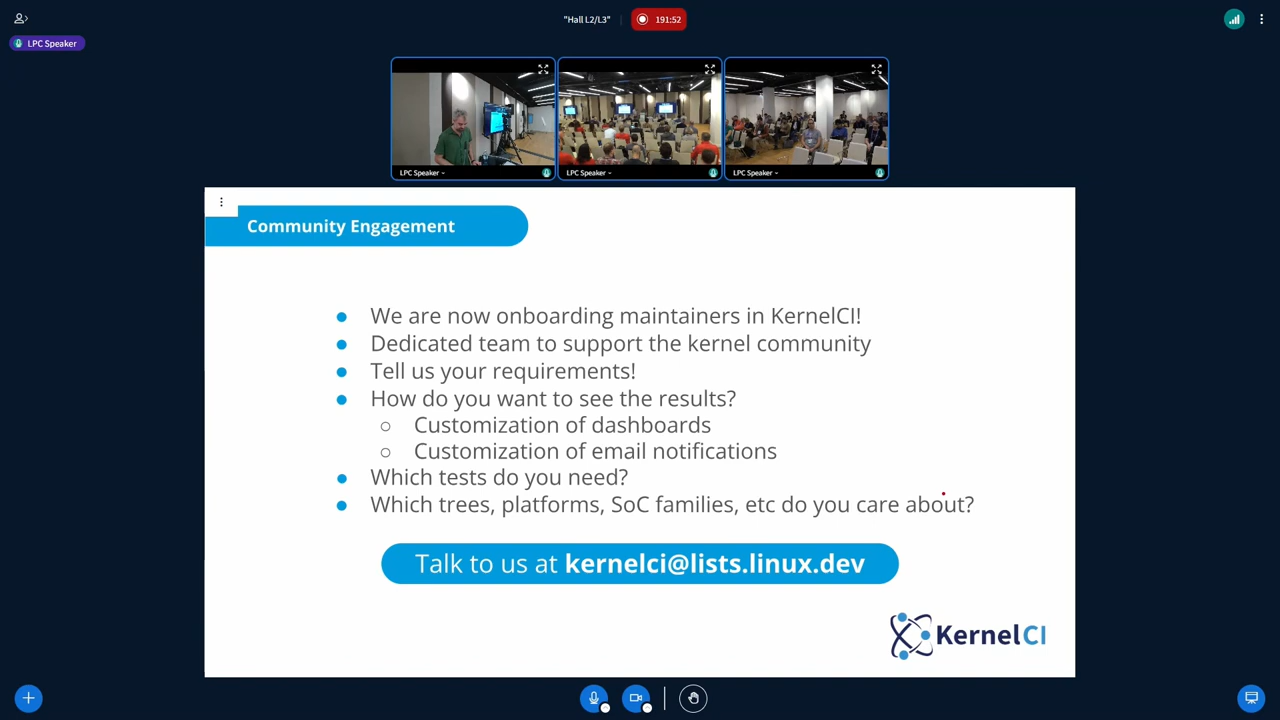 "Hall L2/L3"
191:52
LPC Speaker
LPC Speaker
LPC Speaker
LPC Speaker
Community Engagement
● We are now onboarding maintainers in KernelCI!
● Dedicated team to support the kernel community
● Tell us your requirements!
● How do you want to see the results?
○ Customization of dashboards
○ Customization of email notifications
● Which tests do you need?
● Which trees, platforms, SoC families, etc do you care about?
Talk to us at kernelci@lists.linux.dev
KernelCI